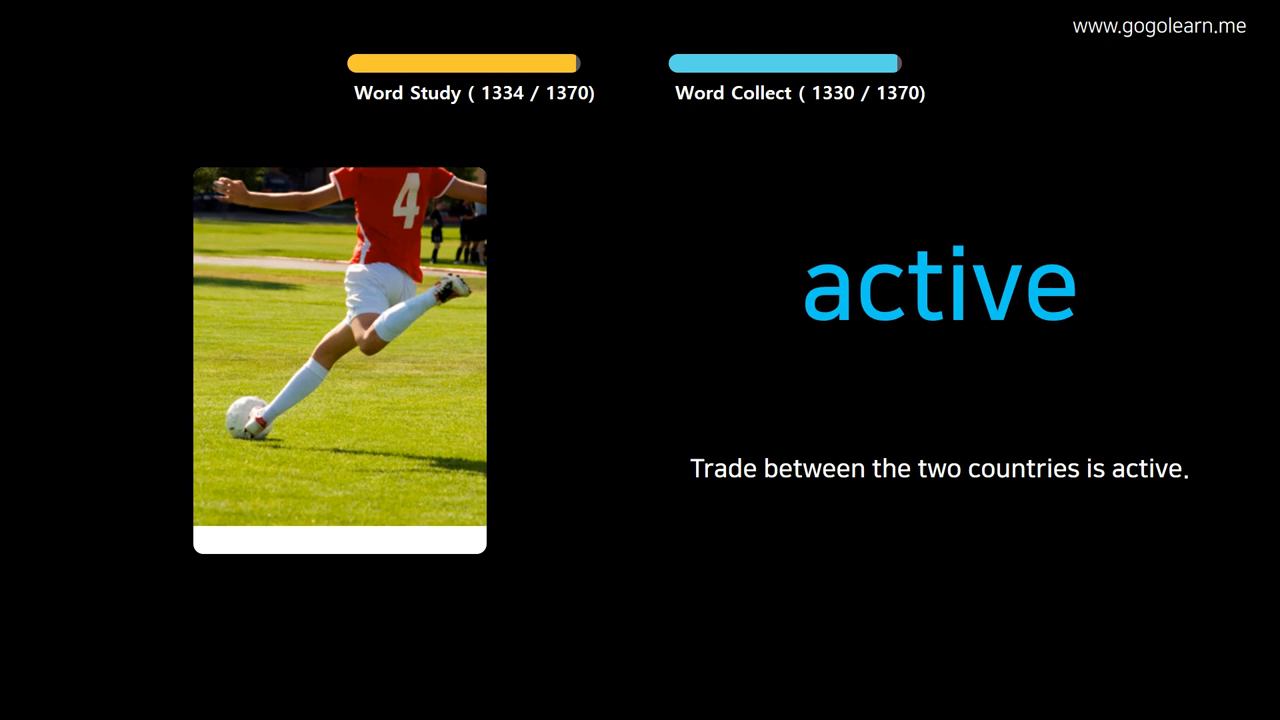 www.gogolearn.me
Word Study ( 1334 / 1370)
Word Collect ( 1330 / 1370)
4
active
Trade between the two countries is active.